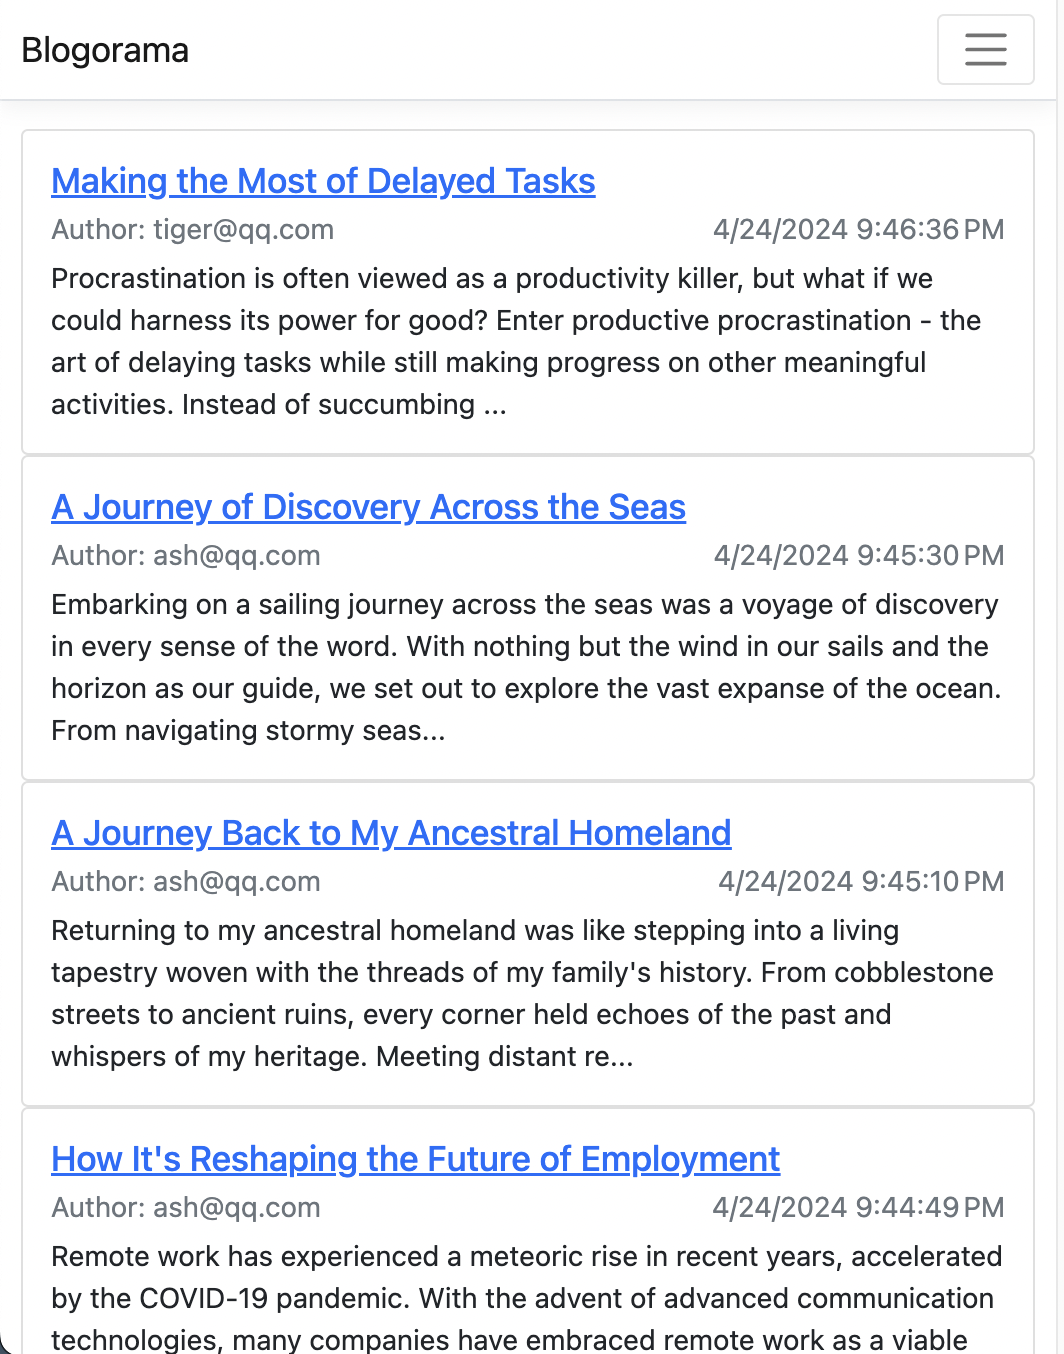 Blogorama
Making the Most of Delayed Tasks
Author: tiger@qq.com 4/24/2024 9:46:36 PM
Procrastination is often viewed as a productivity killer, but what if we
could harness its power for good? Enter productive procrastination - the
art of delaying tasks while still making progress on other meaningful
activities. Instead of succumbing ...
A Journey of Discovery Across the Seas
Author: ash@qq.com 4/24/2024 9:45:30 PM
Embarking on a sailing journey across the seas was a voyage of discovery
in every sense of the word. With nothing but the wind in our sails and the
horizon as our guide, we set out to explore the vast expanse of the ocean.
From navigating stormy seas...
A Journey Back to My Ancestral Homeland
Author: ash@qq.com 4/24/2024 9:45:10 PM
Returning to my ancestral homeland was like stepping into a living
tapestry woven with the threads of my family's history. From cobblestone
streets to ancient ruins, every corner held echoes of the past and
whispers of my heritage. Meeting distant re...
How It's Reshaping the Future of Employment
Author: ash@qq.com 4/24/2024 9:44:49 PM
Remote work has experienced a meteoric rise in recent years, accelerated
by the COVID-19 pandemic. With the advent of advanced communication
technologies, many companies have embraced remote work as a viable